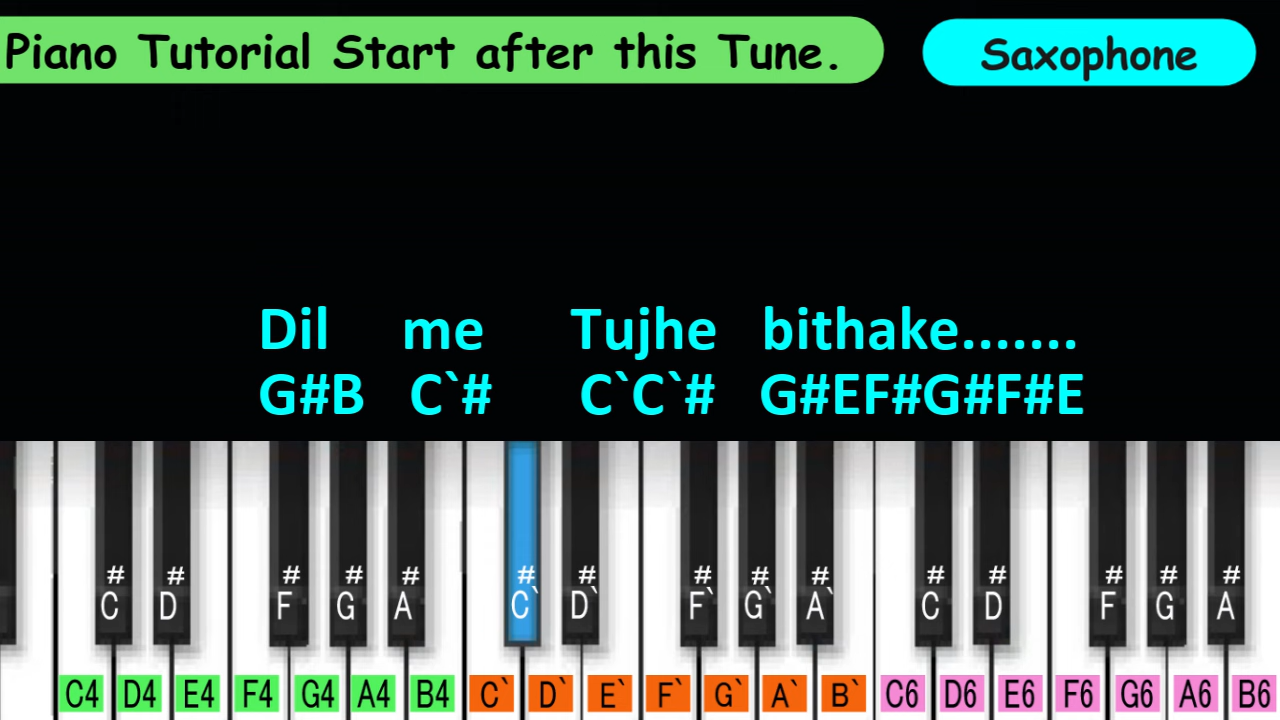 Piano Tutorial Start after this Tune.
Saxophone
Dil me Tujhe bithake.......
G#B C`# C`C`# G#EF#G#F#E
# # # # # # # # # # # # # # #
C D F G A C` D` F` G` A` C D F G A
C4 D4 E4 F4 G4 A4 B4 C` D` E` F` G` A` B` C6 D6 E6 F6 G6 A6 B6